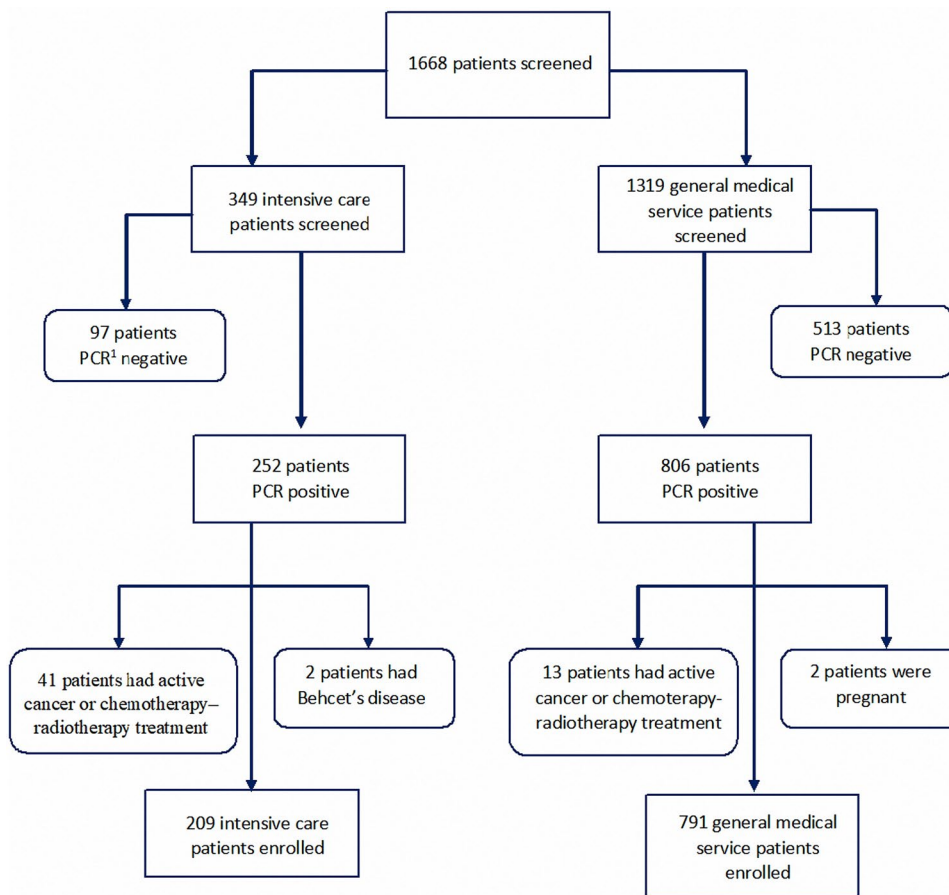 1668 patients screened
349 intensive care
patients screened
1319 general medical
service patients
screened
97 patients
PCR¹ negative
513 patients
PCR negative
252 patients
PCR positive
806 patients
PCR positive
41 patients had active
cancer or chemotherapy–
radiotherapy treatment
2 patients had
Behcet's disease
13 patients had active
cancer or chemoterapy-
radiotherapy treatment
2 patients were
pregnant
209 intensive care
patients enrolled
791 general medical
service patients
enrolled